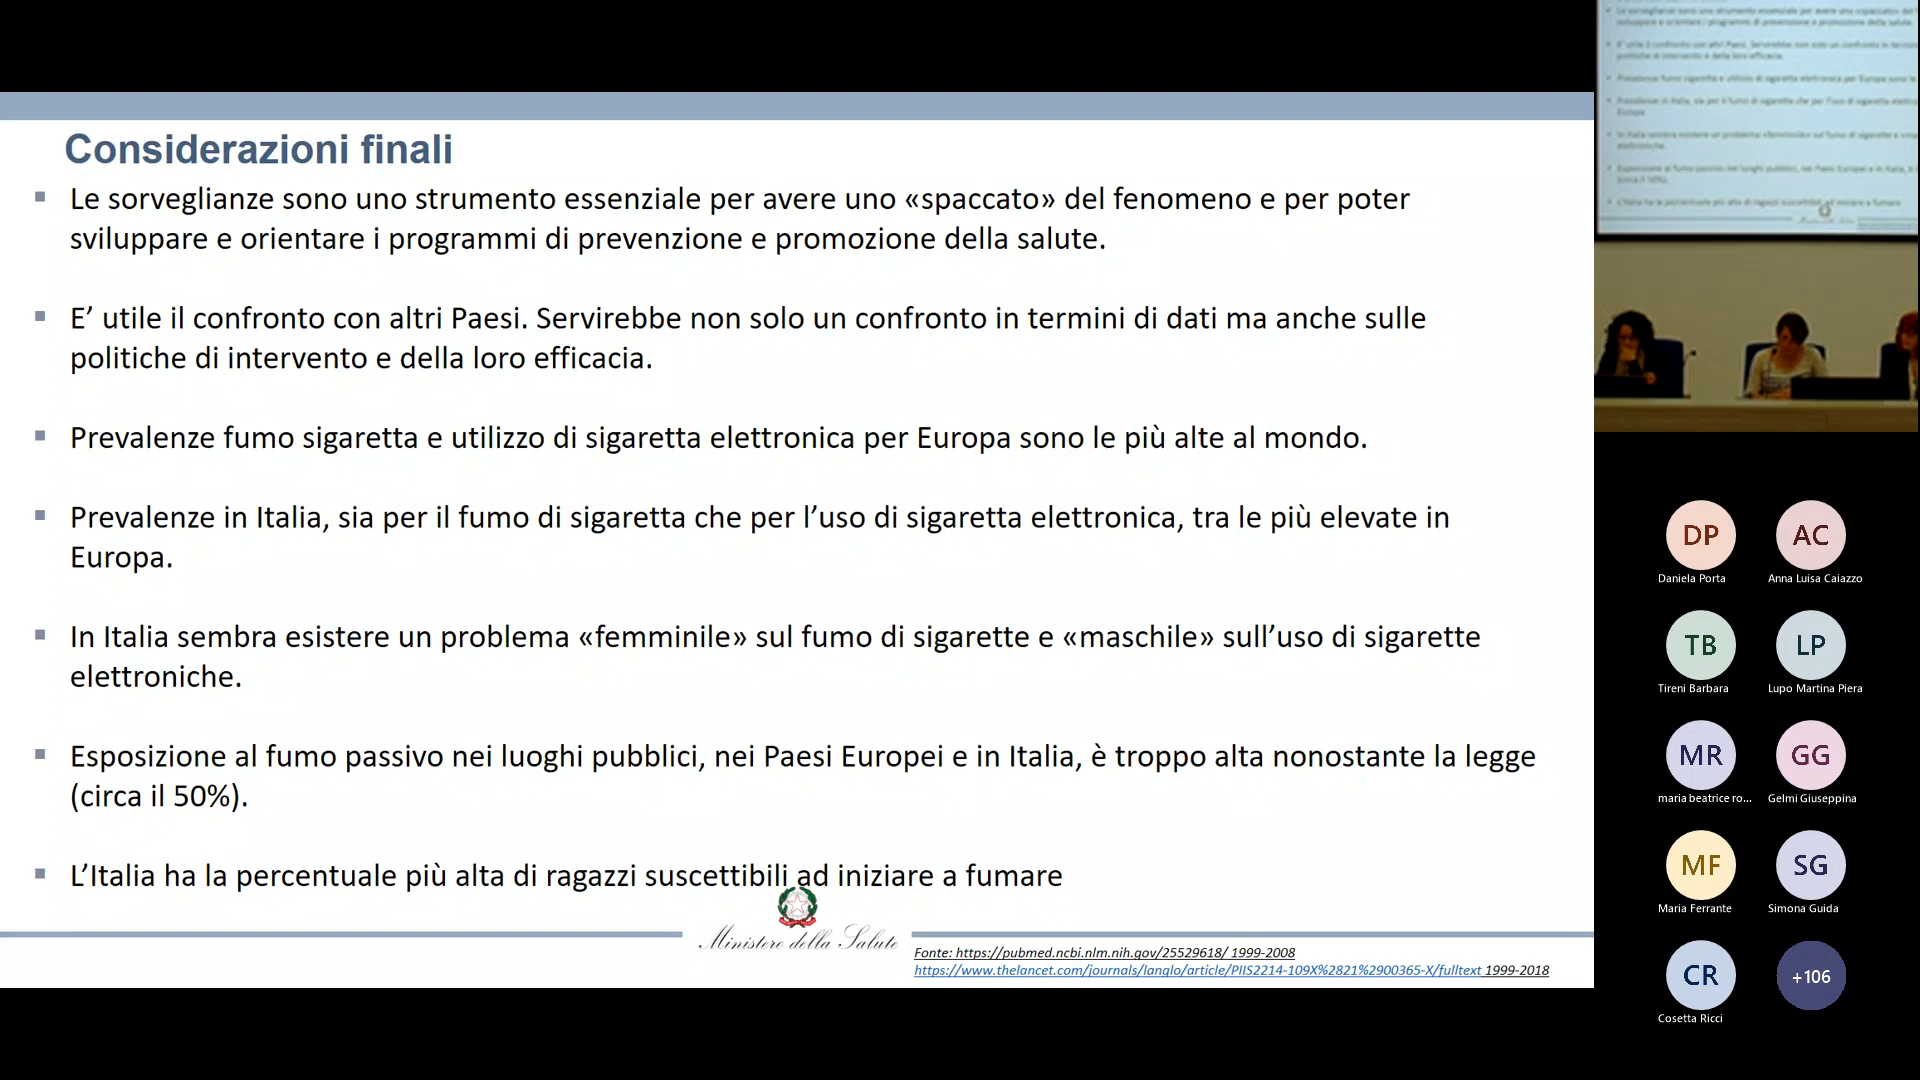 Considerazioni finali
▪ Le sorveglianze sono uno strumento essenziale per avere uno «spaccato» del fenomeno e per poter
sviluppare e orientare i programmi di prevenzione e promozione della salute.
▪ E’ utile il confronto con altri Paesi. Servirebbe non solo un confronto in termini di dati ma anche sulle
politiche di intervento e della loro efficacia.
▪ Prevalenze fumo sigaretta e utilizzo di sigaretta elettronica per Europa sono le più alte al mondo.
▪ Prevalenze in Italia, sia per il fumo di sigaretta che per l’uso di sigaretta elettronica, tra le più elevate in
Europa.
▪ In Italia sembra esistere un problema «femminile» sul fumo di sigarette e «maschile» sull’uso di sigarette
elettroniche.
▪ Esposizione al fumo passivo nei luoghi pubblici, nei Paesi Europei e in Italia, è troppo alta nonostante la legge
(circa il 50%).
▪ L’Italia ha la percentuale più alta di ragazzi suscettibili ad iniziare a fumare
Ministero della Salute
Fonte: https://pubmed.ncbi.nlm.nih.gov/25529618/ 1999-2008
https://www.thelancet.com/journals/langlo/article/PIIS2214-109X%2821%2900365-X/fulltext 1999-2018
DP
Daniela Porta
AC
Anna Luisa Caiazzo
TB
Tireni Barbara
LP
Lupo Martina Piera
MR
maria beatrice ro...
GG
Gelmi Giuseppina
MF
Maria Ferrante
SG
Simona Guida
CR
Cosetta Ricci
+106